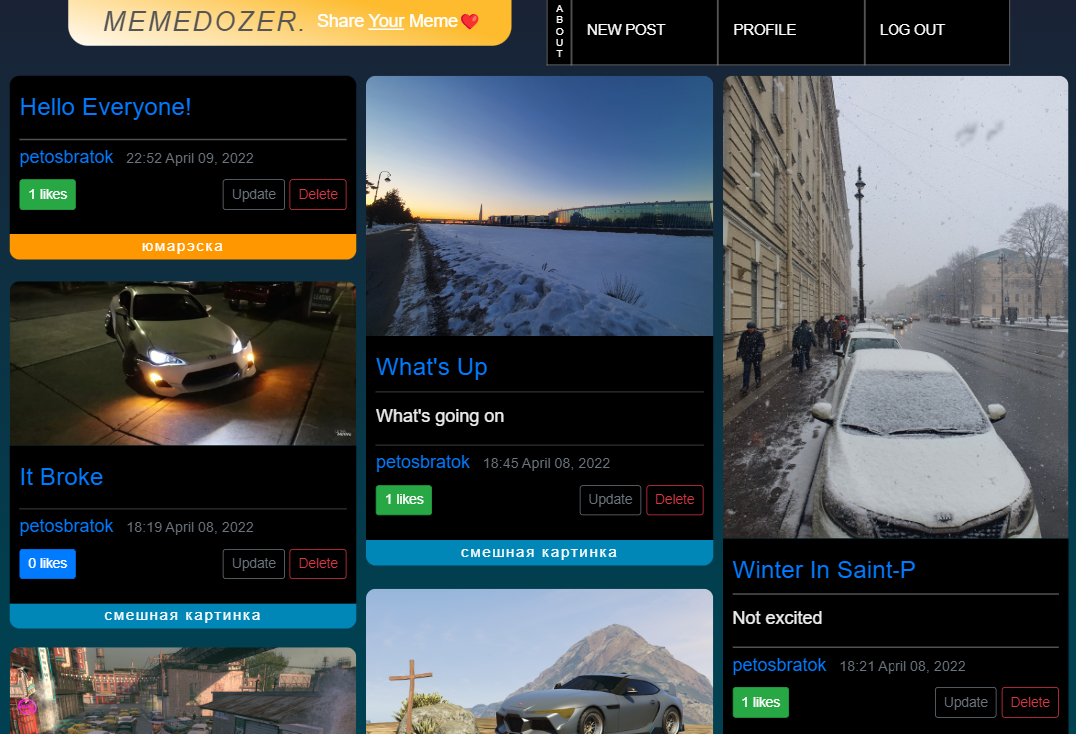 MEMEDOZER. Share Your Meme
ABOUT
NEW POST
PROFILE
LOG OUT
Hello Everyone!
petosbratok 22:52 April 09, 2022
1 likes Update Delete
юмарэска
It Broke
petosbratok 18:19 April 08, 2022
0 likes Update Delete
смешная картинка
What's Up
What's going on
petosbratok 18:45 April 08, 2022
1 likes Update Delete
смешная картинка
Winter In Saint-P
Not excited
petosbratok 18:21 April 08, 2022
1 likes Update Delete